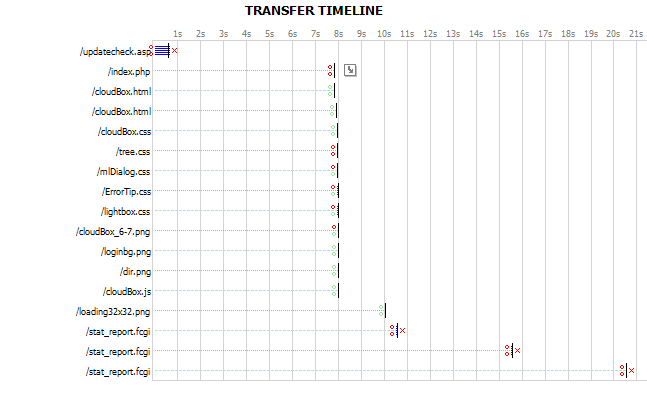 TRANSFER TIMELINE
1s 2s 3s 4s 5s 6s 7s 8s 9s 10s 11s 12s 13s 14s 15s 16s 17s 18s 19s 20s 21s
/updatecheck.asp
/index.php
/cloudBox.html
/cloudBox.html
/cloudBox.css
/tree.css
/mlDialog.css
/ErrorTip.css
/lightbox.css
/cloudBox_6-7.png
/loginbg.png
/dir.png
/cloudBox.js
/loading32x32.png
/stat_report.fcgi
/stat_report.fcgi
/stat_report.fcgi